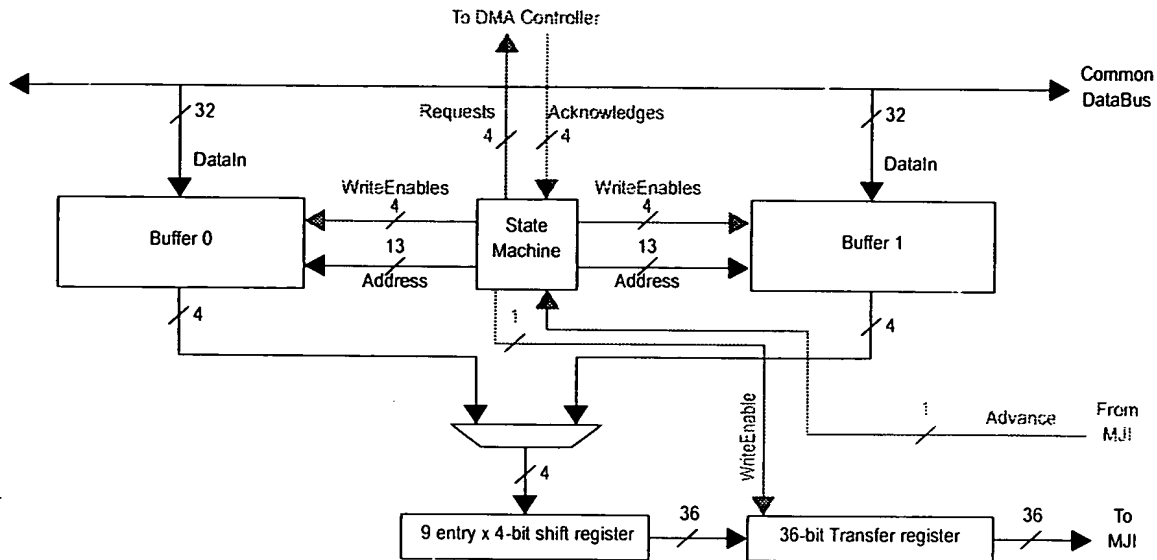 To DMA Controller
Common
DataBus
32
Requests
4
Acknowledges
4
32
DataIn
DataIn
WriteEnables
4
WriteEnables
4
Buffer 0
State
Machine
Buffer 1
13
Address
13
Address
4
1
4
1
Advance
From
MJI
WriteEnable
4
9 entry x 4-bit shift register
36
36-bit Transfer register
36
To
MJI